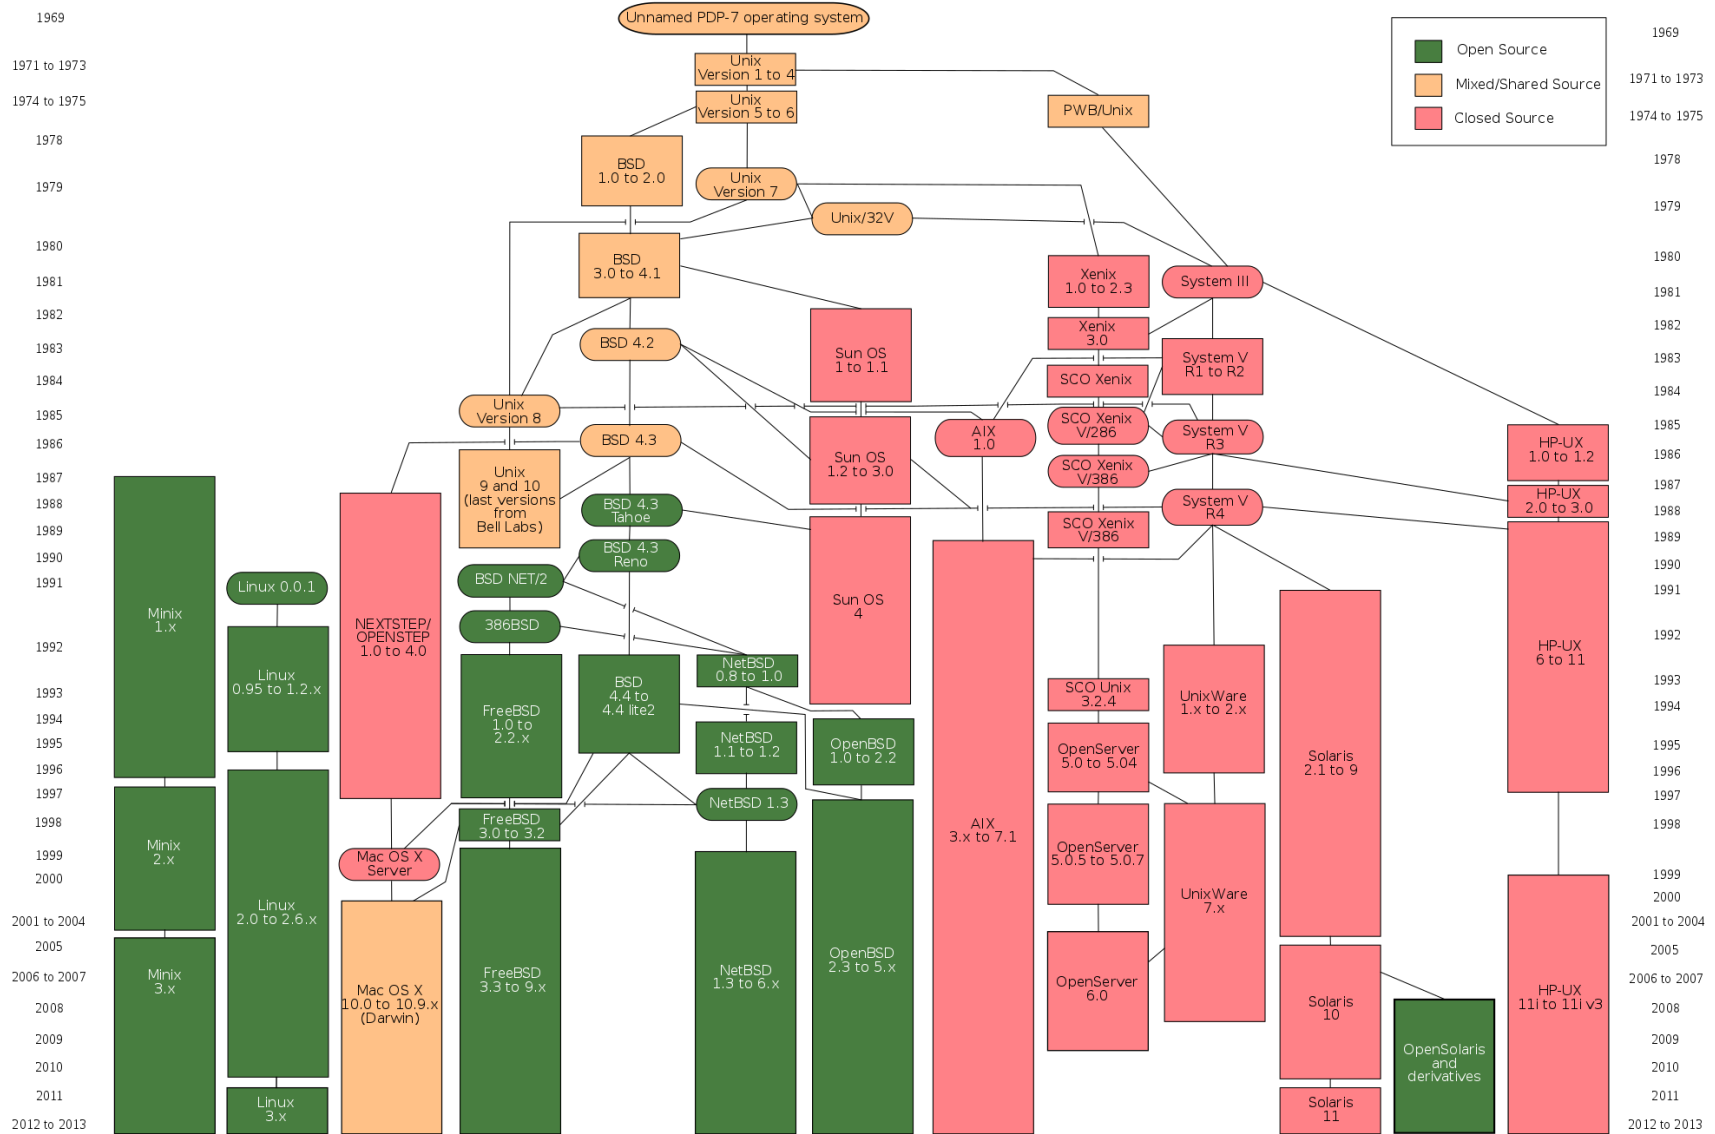 Unnamed PDP-7 operating system
1969
1971 to 1973
1974 to 1975
1978
1979
1980
1981
1982
1983
1984
1985
1986
1987
1988
1989
1990
1991
1992
1993
1994
1995
1996
1997
1998
1999
2000
2001 to 2004
2005
2006 to 2007
2008
2009
2010
2011
2012 to 2013
Unix
Version 1 to 4
Unix
Version 5 to 6
PWB/Unix
BSD
1.0 to 2.0
Unix
Version 7
Unix/32V
BSD
3.0 to 4.1
Xenix
1.0 to 2.3
System III
Xenix
3.0
BSD 4.2
Sun OS
1 to 1.1
System V
R1 to R2
SCO Xenix
Unix
Version 8
SCO Xenix
V/286
AIX
1.0
System V
R3
BSD 4.3
HP-UX
1.0 to 1.2
Sun OS
1.2 to 3.0
SCO Xenix
V/386
Unix
9 and 10
(last versions
from
Bell Labs)
HP-UX
2.0 to 3.0
BSD 4.3
Tahoe
System V
R4
SCO Xenix
V/386
BSD 4.3
Reno
BSD NET/2
Linux 0.0.1
Minix
1.x
386BSD
NEXTSTEP/
OPENSTEP
1.0 to 4.0
Sun OS
4
HP-UX
6 to 11
Linux
0.95 to 1.2.x
NetBSD
0.8 to 1.0
BSD
4.4 to
4.4 lite2
SCO Unix
3.2.4
UnixWare
1.x to 2.x
FreeBSD
1.0 to
2.2.x
NetBSD
1.1 to 1.2
OpenBSD
1.0 to 2.2
OpenServer
5.0 to 5.04
Solaris
2.1 to 9
NetBSD 1.3
FreeBSD
3.0 to 3.2
AIX
3.x to 7.1
Minix
2.x
Mac OS X
Server
OpenServer
5.0.5 to 5.0.7
Linux
2.0 to 2.6.x
UnixWare
7.x
OpenBSD
2.3 to 5.x
Minix
3.x
FreeBSD
3.3 to 9.x
NetBSD
1.3 to 6.x
Mac OS X
10.0 to 10.9.x
(Darwin)
OpenServer
6.0
Solaris
10
HP-UX
11i to 11i v3
OpenSolaris
and
derivatives
Linux
3.x
Solaris
11
Open Source
Mixed/Shared Source
Closed Source
1969
1971 to 1973
1974 to 1975
1978
1979
1980
1981
1982
1983
1984
1985
1986
1987
1988
1989
1990
1991
1992
1993
1994
1995
1996
1997
1998
1999
2000
2001 to 2004
2005
2006 to 2007
2008
2009
2010
2011
2012 to 2013